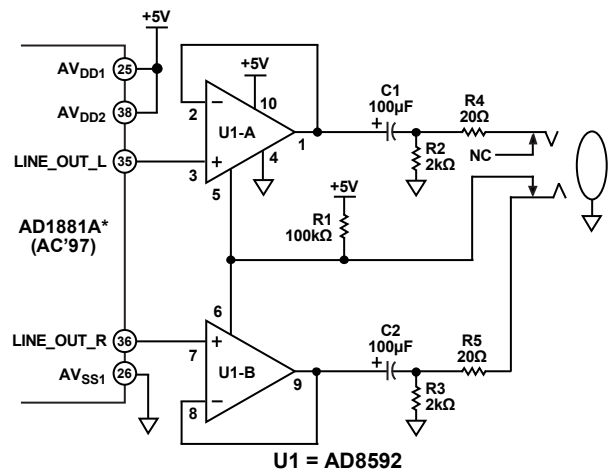 +5V
AVDD1 25
+5V
AVDD2 38
2 − 10
U1-A
C1
100µF
R4
20Ω
LINE_OUT_L 35
3 + 4 1
+
R2
2kΩ
NC
5
+5V
AD1881A*
(AC'97)
R1
100kΩ
6
LINE_OUT_R 36
7 +
U1-B
C2
100µF
R5
20Ω
AVSS1 26
9
+
8 −
R3
2kΩ
U1 = AD8592